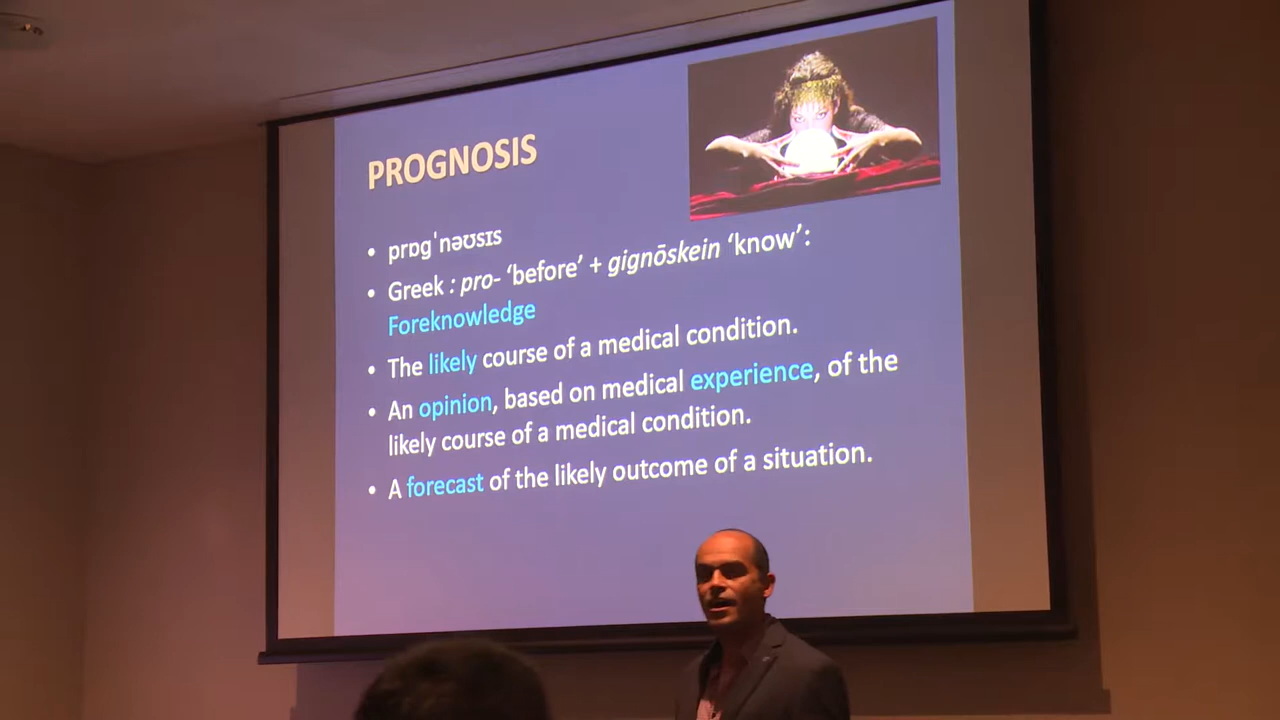 PROGNOSIS
• prɒɡˈnəʊsɪs
• Greek : pro- ‘before’ + gignōskein ‘know’:
Foreknowledge
• The likely course of a medical condition.
• An opinion, based on medical experience, of the
likely course of a medical condition.
• A forecast of the likely outcome of a situation.